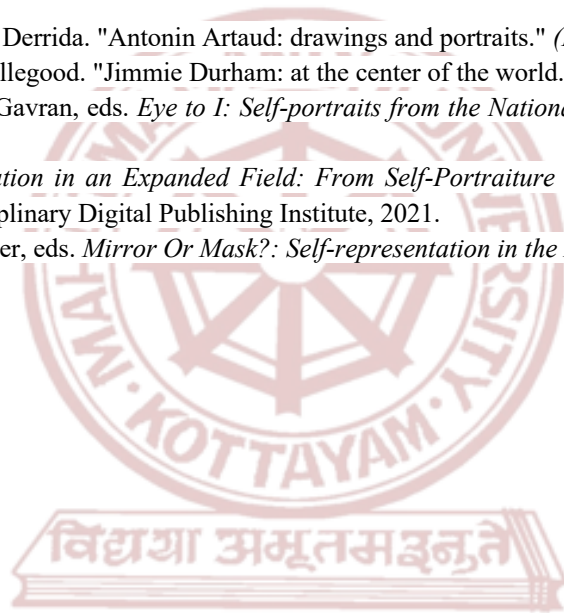 Derrida. "Antonin Artaud: drawings and portraits." (
llegood. "Jimmie Durham: at the center of the world.
Gavran, eds. Eye to I: Self-portraits from the Nationa
tion in an Expanded Field: From Self-Portraiture
plinary Digital Publishing Institute, 2021.
er, eds. Mirror Or Mask?: Self-representation in the
KOTTAYAM
विद्यया अमृतमश्नुते